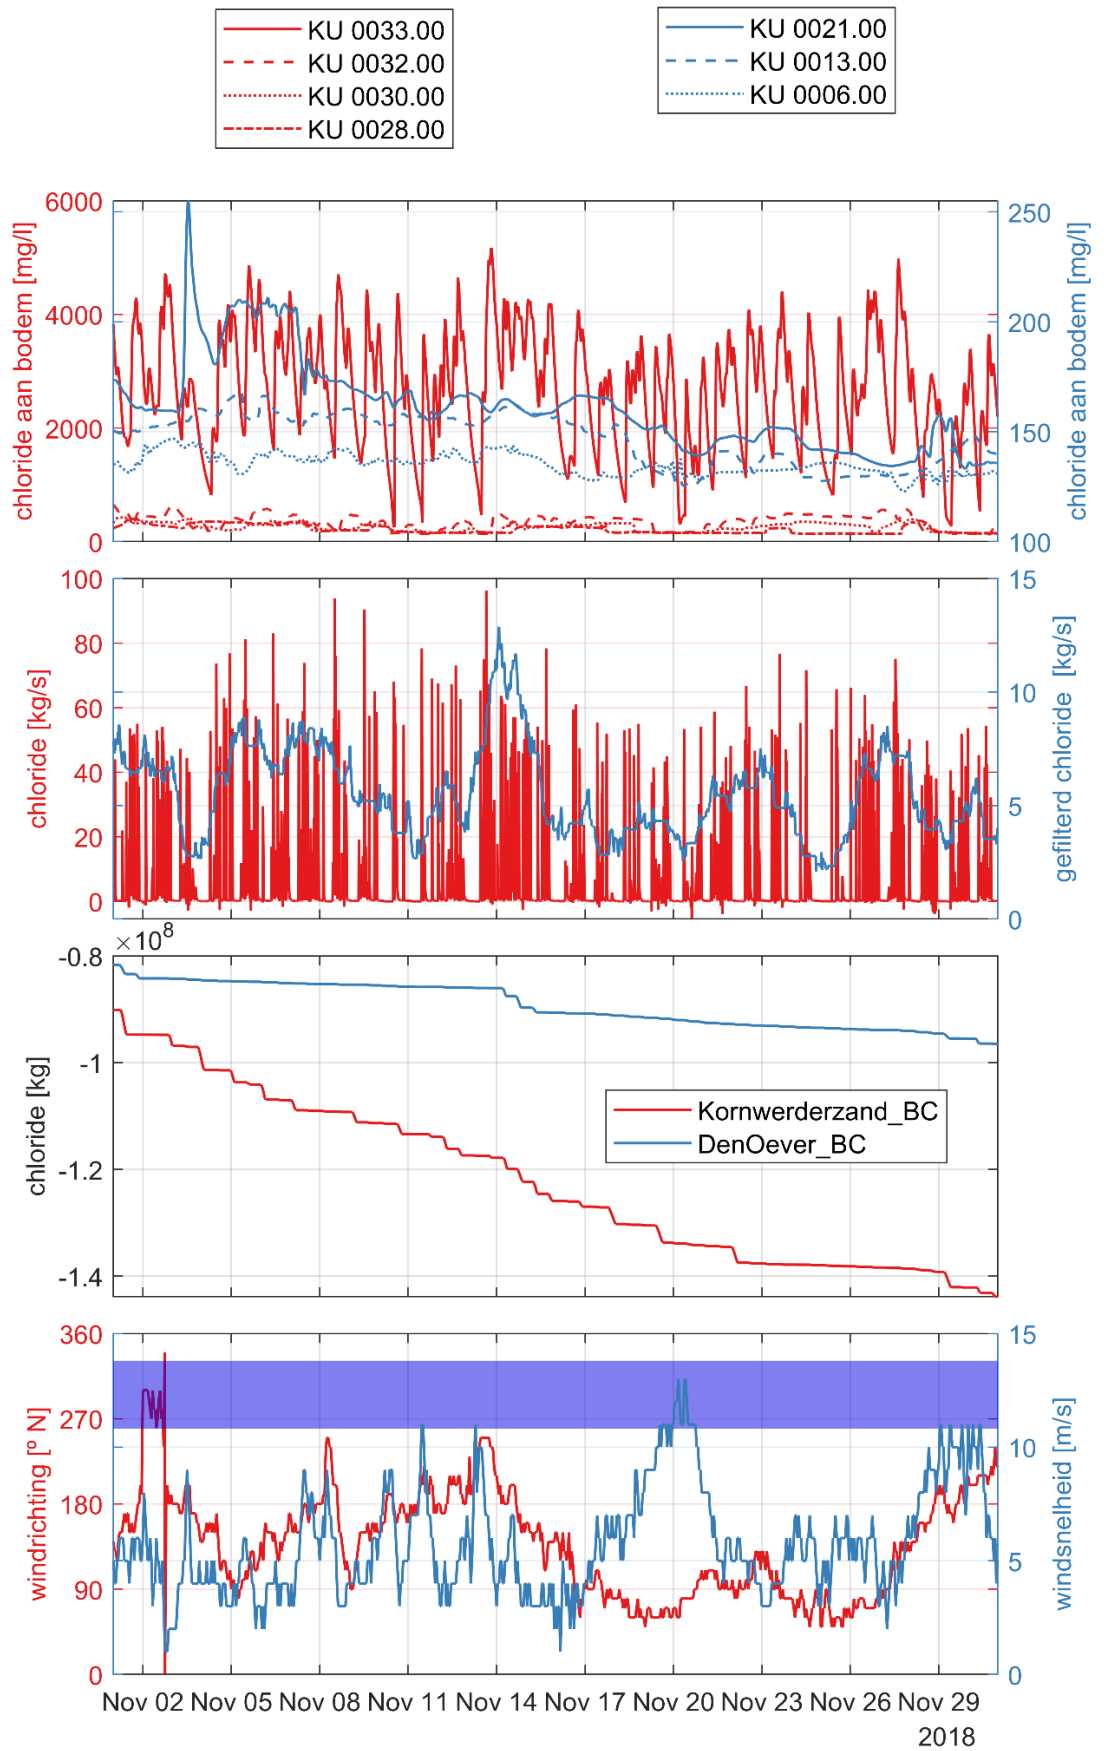 KU 0033.00
KU 0032.00
KU 0030.00
KU 0028.00
KU 0021.00
KU 0013.00
KU 0006.00
chloride aan bodem [mg/l]
6000
4000
2000
0
250
200
150
100
chloride aan bodem [mg/l]
chloride [kg/s]
100
80
60
40
20
0
15
10
5
0
gefilterd chloride [kg/s]
×10⁸
chloride [kg]
-0.8
-1
-1.2
-1.4
Kornwerderzand_BC
DenOever_BC
windrichting [º N]
360
270
180
90
0
15
10
5
0
windsnelheid [m/s]
Nov 02 Nov 05 Nov 08 Nov 11 Nov 14 Nov 17 Nov 20 Nov 23 Nov 26 Nov 29
2018